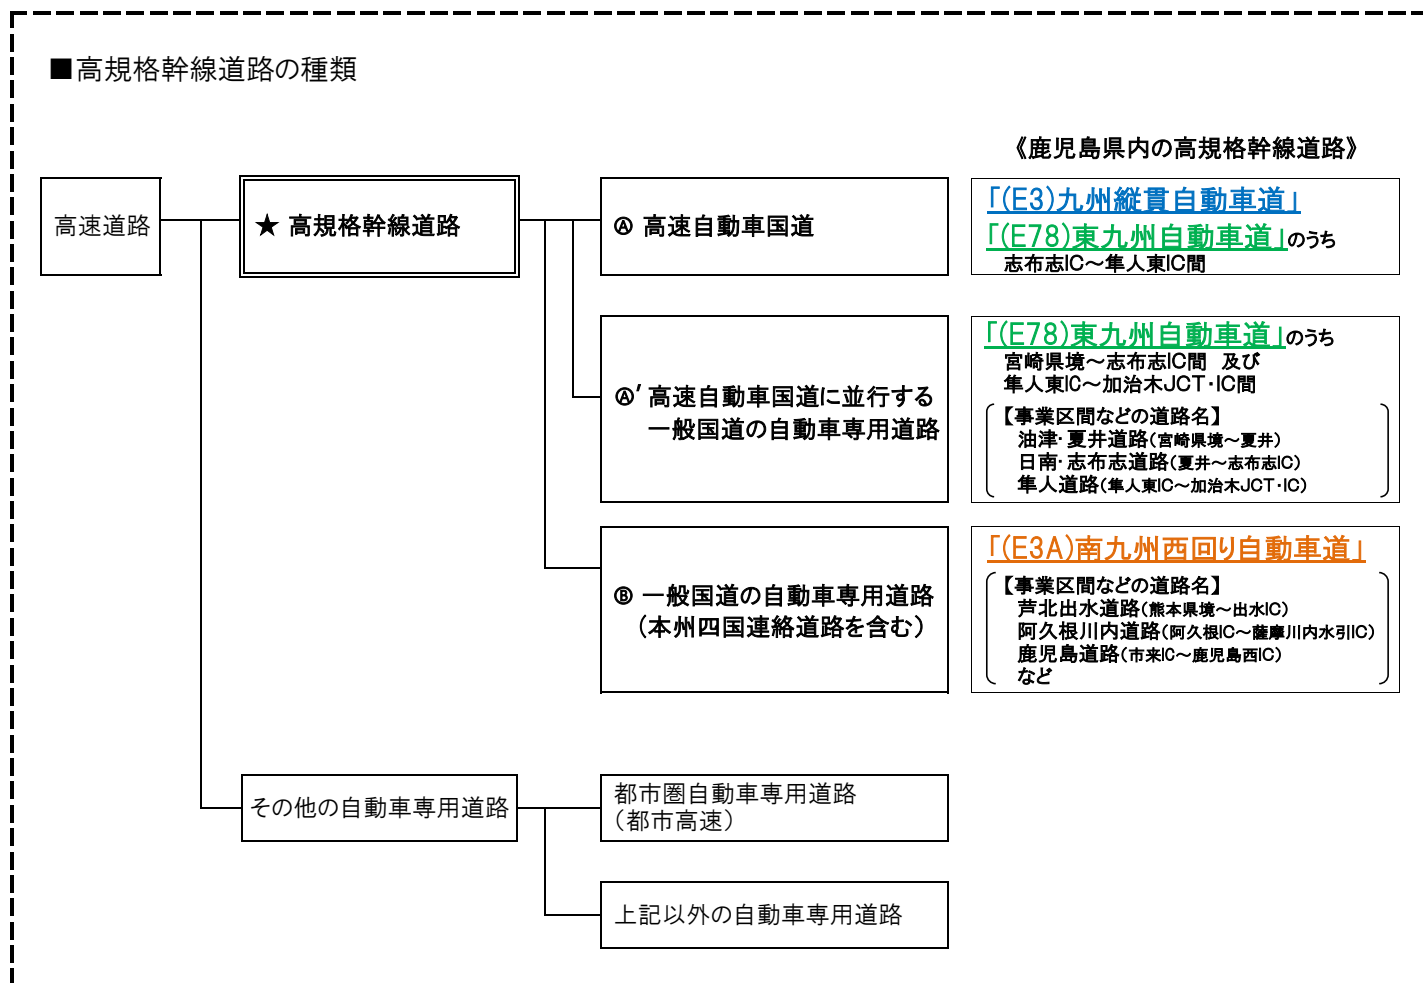 ■高規格幹線道路の種類
《鹿児島県内の高規格幹線道路》
高速道路
★ 高規格幹線道路
Ⓐ 高速自動車国道
「(E3)九州縦貫自動車道」
「(E78)東九州自動車道」のうち
志布志IC～隼人東IC間
Ⓐ' 高速自動車国道に並行する
一般国道の自動車専用道路
「(E78)東九州自動車道」のうち
宮崎県境～志布志IC間 及び
隼人東IC～加治木JCT・IC間
【事業区間などの道路名】
油津・夏井道路（宮崎県境～夏井）
日南・志布志道路（夏井～志布志IC）
隼人道路（隼人東IC～加治木JCT・IC）
Ⓑ 一般国道の自動車専用道路
（本州四国連絡道路を含む）
「(E3A)南九州西回り自動車道」
【事業区間などの道路名】
芦北出水道路（熊本県境～出水IC）
阿久根川内道路（阿久根IC～薩摩川内水引IC）
鹿児島道路（市来IC～鹿児島西IC）
など
その他の自動車専用道路
都市圏自動車専用道路
（都市高速）
上記以外の自動車専用道路